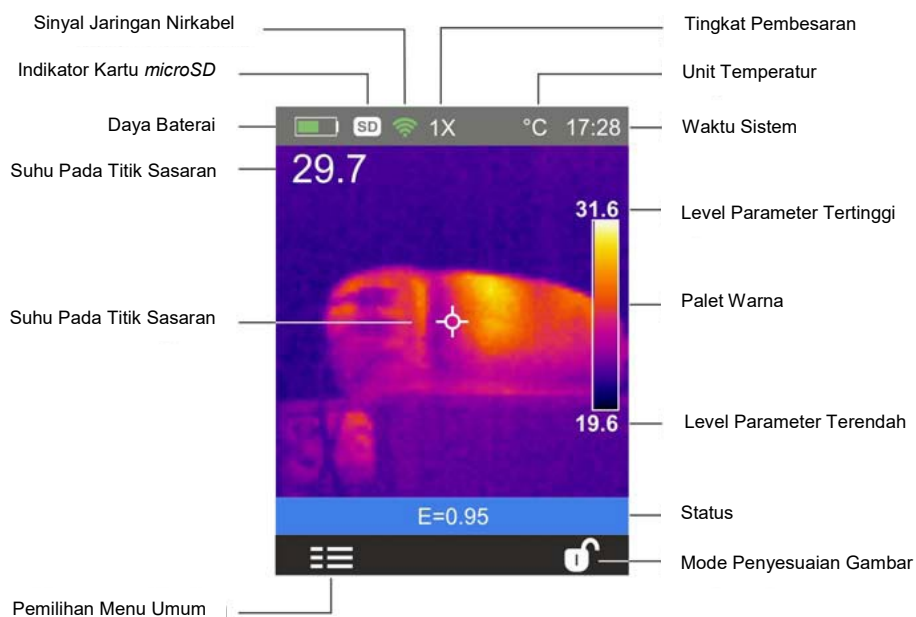 Sinyal Jaringan Nirkabel
Tingkat Pembesaran
Indikator Kartu microSD
Unit Temperatur
Daya Baterai
SD 1X °C 17:28
Waktu Sistem
Suhu Pada Titik Sasaran
29.7
31.6
Level Parameter Tertinggi
Palet Warna
Suhu Pada Titik Sasaran
19.6
Level Parameter Terendah
E=0.95
Status
Mode Penyesuaian Gambar
Pemilihan Menu Umum